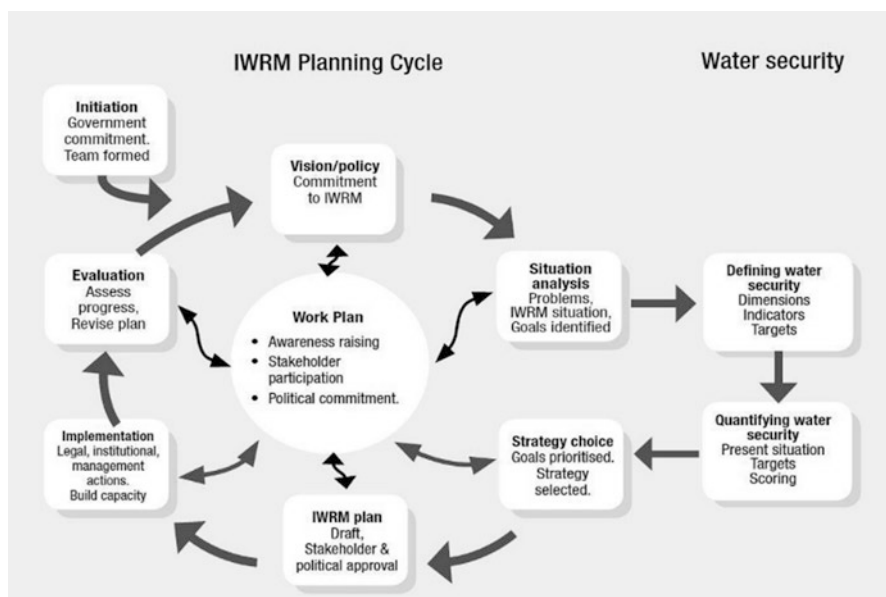 IWRM Planning Cycle
Water security
Initiation
Government
commitment.
Team formed
Vision/policy
Commitment
to IWRM
Evaluation
Assess
progress,
Revise plan
Situation
analysis
Problems,
IWRM situation,
Goals identified
Defining water
security
Dimensions
Indicators
Targets
Work Plan
• Awareness raising
• Stakeholder
participation
• Political commitment.
Implementation
Legal, institutional,
management
actions.
Build capacity
Strategy choice
Goals prioritised.
Strategy
selected.
Quantifying water
security
Present situation
Targets
Scoring
IWRM plan
Draft,
Stakeholder &
political approval